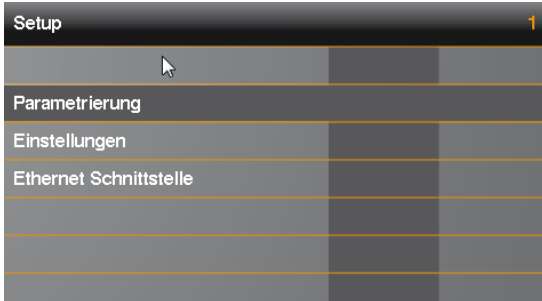 Setup 1
Parametrierung
Einstellungen
Ethernet Schnittstelle